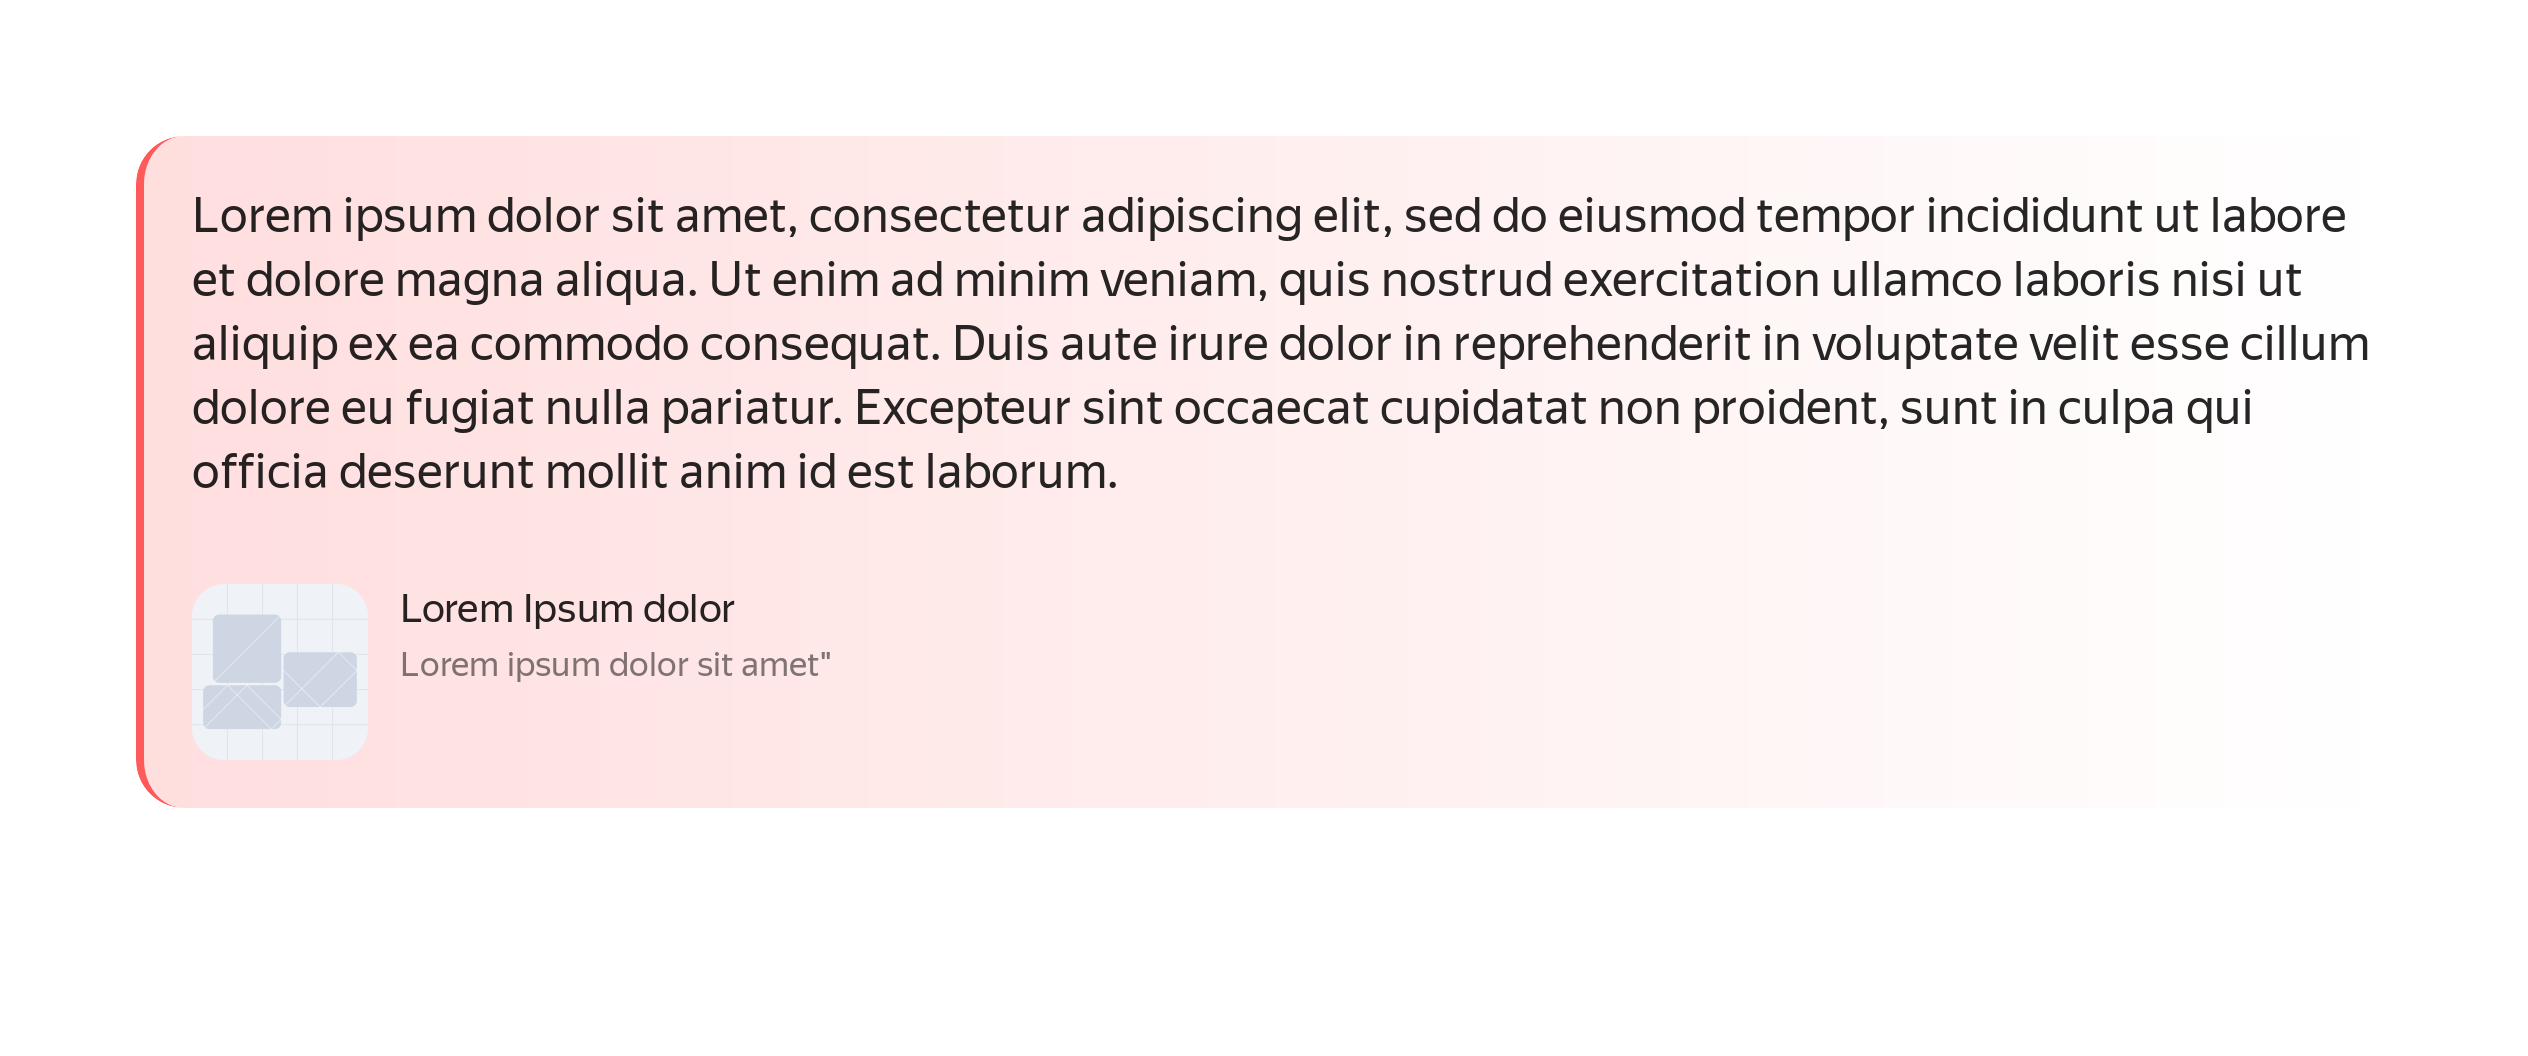 Lorem ipsum dolor sit amet, consectetur adipiscing elit, sed do eiusmod tempor incididunt ut labore
et dolore magna aliqua. Ut enim ad minim veniam, quis nostrud exercitation ullamco laboris nisi ut
aliquip ex ea commodo consequat. Duis aute irure dolor in reprehenderit in voluptate velit esse cillum
dolore eu fugiat nulla pariatur. Excepteur sint occaecat cupidatat non proident, sunt in culpa qui
officia deserunt mollit anim id est laborum.
Lorem Ipsum dolor
Lorem ipsum dolor sit amet"